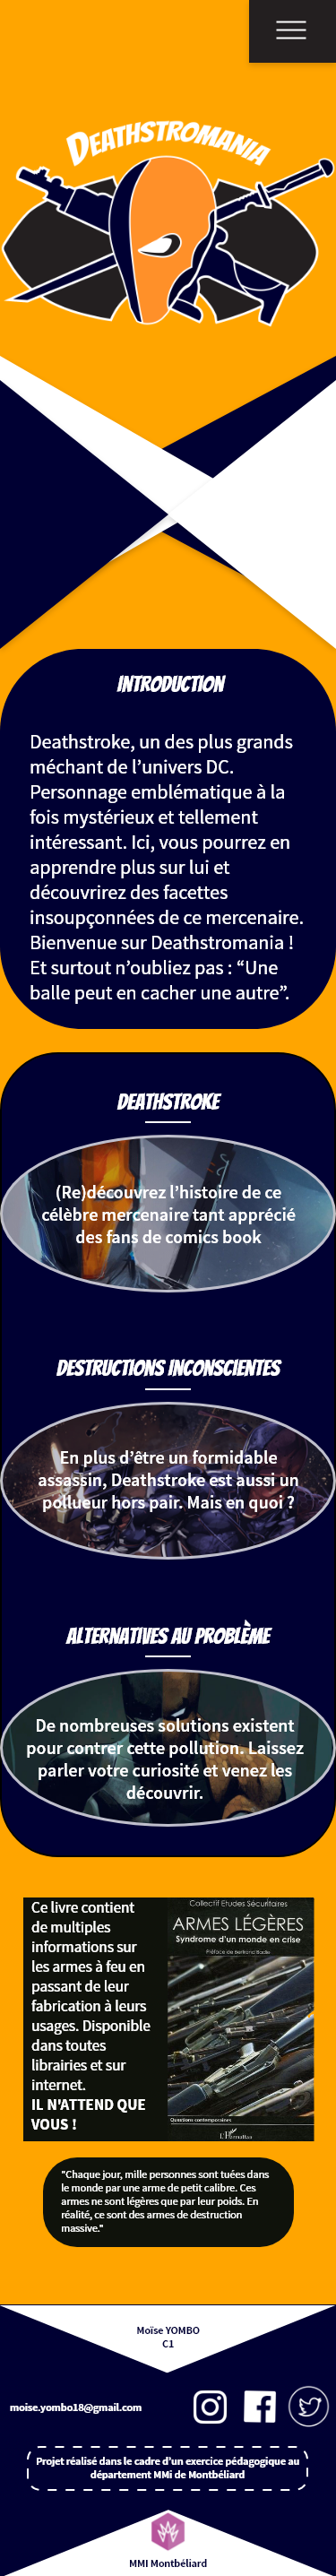 DEATHSTROMANIA
INTRODUCTION
Deathstroke, un des plus grands
méchant de l’univers DC.
Personnage emblématique à la
fois mystérieux et tellement
intéressant. Ici, vous pourrez en
apprendre plus sur lui et
découvrirez des facettes
insoupçonnées de ce mercenaire.
Bienvenue sur Deathstromania !
Et surtout n’oubliez pas : “Une
balle peut en cacher une autre”.
DEATHSTROKE
(Re)découvrez l’histoire de ce
célèbre mercenaire tant apprécié
des fans de comics book
DESTRUCTIONS INCONSCIENTES
En plus d’être un formidable
assassin, Deathstroke est aussi un
pollueur hors pair. Mais en quoi ?
ALTERNATIVES AU PROBLÈME
De nombreuses solutions existent
pour contrer cette pollution. Laissez
parler votre curiosité et venez les
découvrir.
Ce livre contient
de multiples
informations sur
les armes à feu en
passant de leur
fabrication à leurs
usages. Disponible
dans toutes
librairies et sur
internet.
IL N'ATTEND QUE
VOUS !
Collectif Etudes Sécuritaires
ARMES LÉGÈRES
Syndrome d'un monde en crise
Préface de
Questions contemporaines
L'Harmattan
"Chaque jour, mille personnes sont tuées dans
le monde par une arme de petit calibre. Ces
armes ne sont légères que par leur poids. En
réalité, ce sont des armes de destruction
massive."
Moïse YOMBO
C1
moise.yombo18@gmail.com
Projet réalisé dans le cadre d’un exercice pédagogique au
département MMi de Montbéliard
MMI Montbéliard